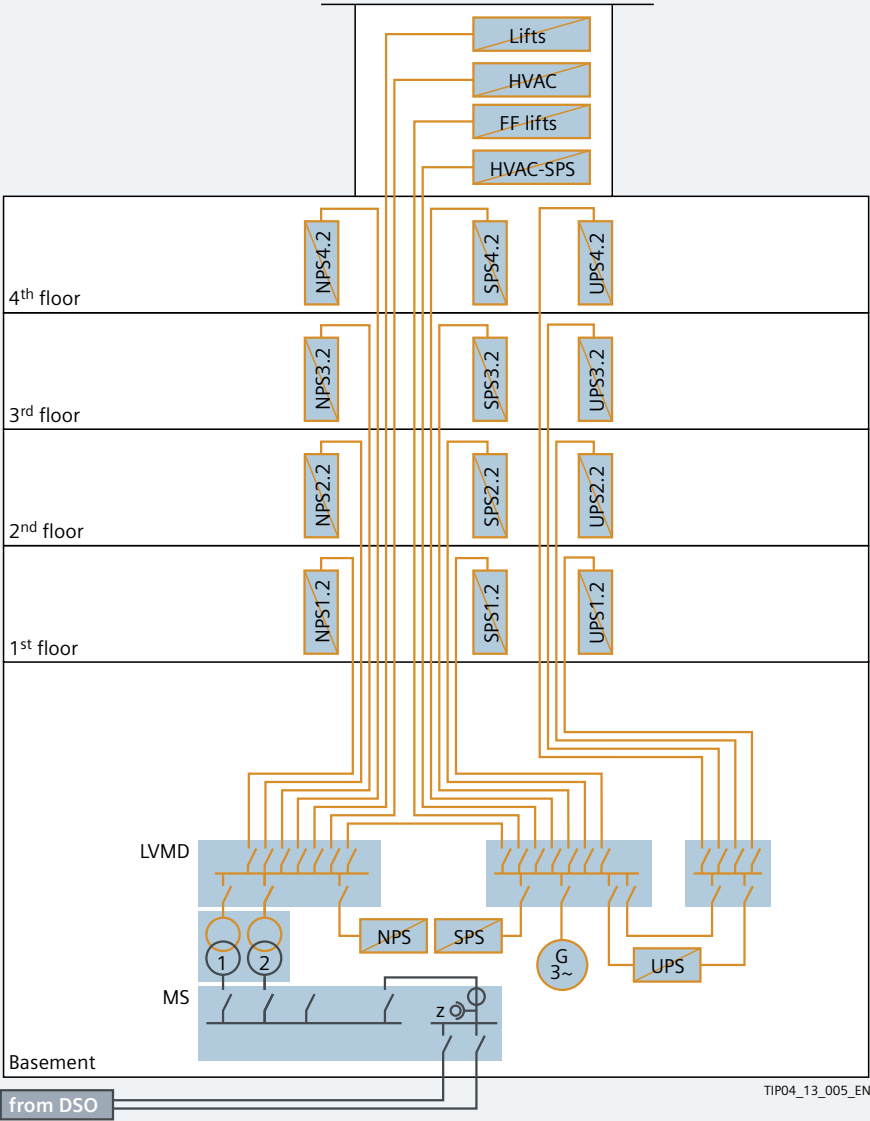 Lifts
HVAC
FF lifts
HVAC-SPS
NPS4.2
SPS4.2
UPS4.2
4th floor
NPS3.2
SPS3.2
UPS3.2
3rd floor
NPS2.2
SPS2.2
UPS2.2
2nd floor
NPS1.2
SPS1.2
UPS1.2
1st floor
LVMD
NPS
SPS
G
3~
UPS
1
2
MS
z
Basement
from DSO
TIP04_13_005_EN